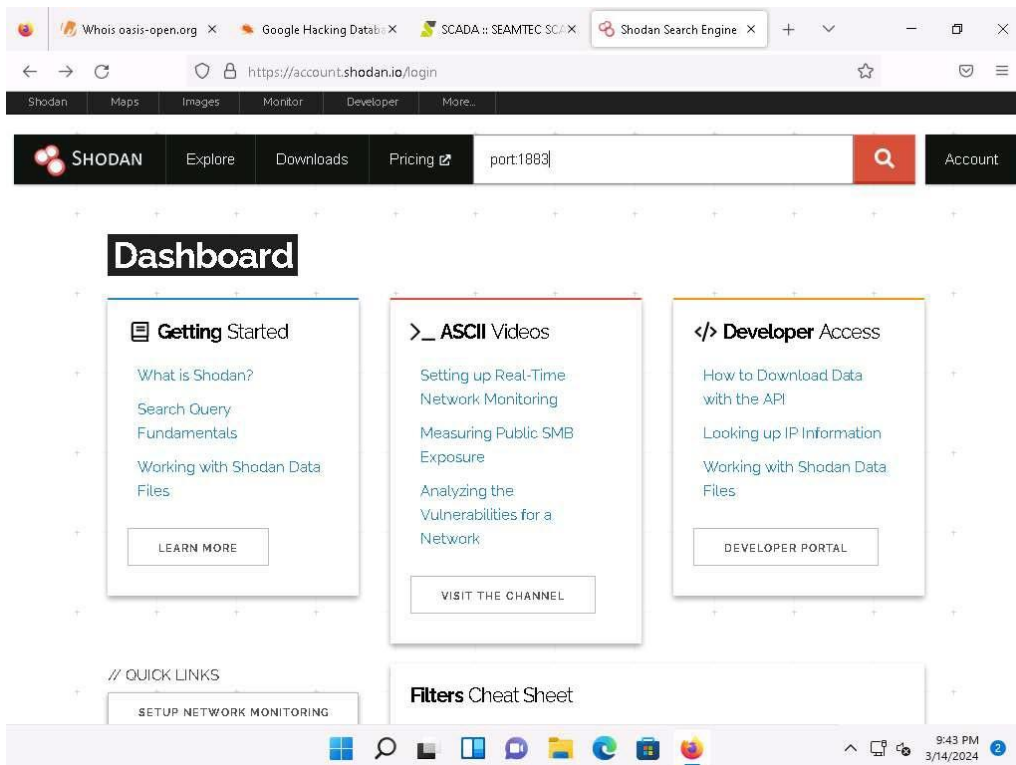 Whois oasis-open.org
Google Hacking Databa
SCADA :: SEAMTEC SCA
Shodan Search Engine
https://account.shodan.io/login
Shodan Maps Images Monitor Developer More...
SHODAN Explore Downloads Pricing port:1883 Account
Dashboard
Getting Started
What is Shodan?
Search Query
Fundamentals
Working with Shodan Data
Files
LEARN MORE
>_ ASCII Videos
Setting up Real-Time
Network Monitoring
Measuring Public SMB
Exposure
Analyzing the
Vulnerabilities for a
Network
VISIT THE CHANNEL
</> Developer Access
How to Download Data
with the API
Looking up IP Information
Working with Shodan Data
Files
DEVELOPER PORTAL
// QUICK LINKS
SETUP NETWORK MONITORING
Filters Cheat Sheet
9:43 PM
3/14/2024
2